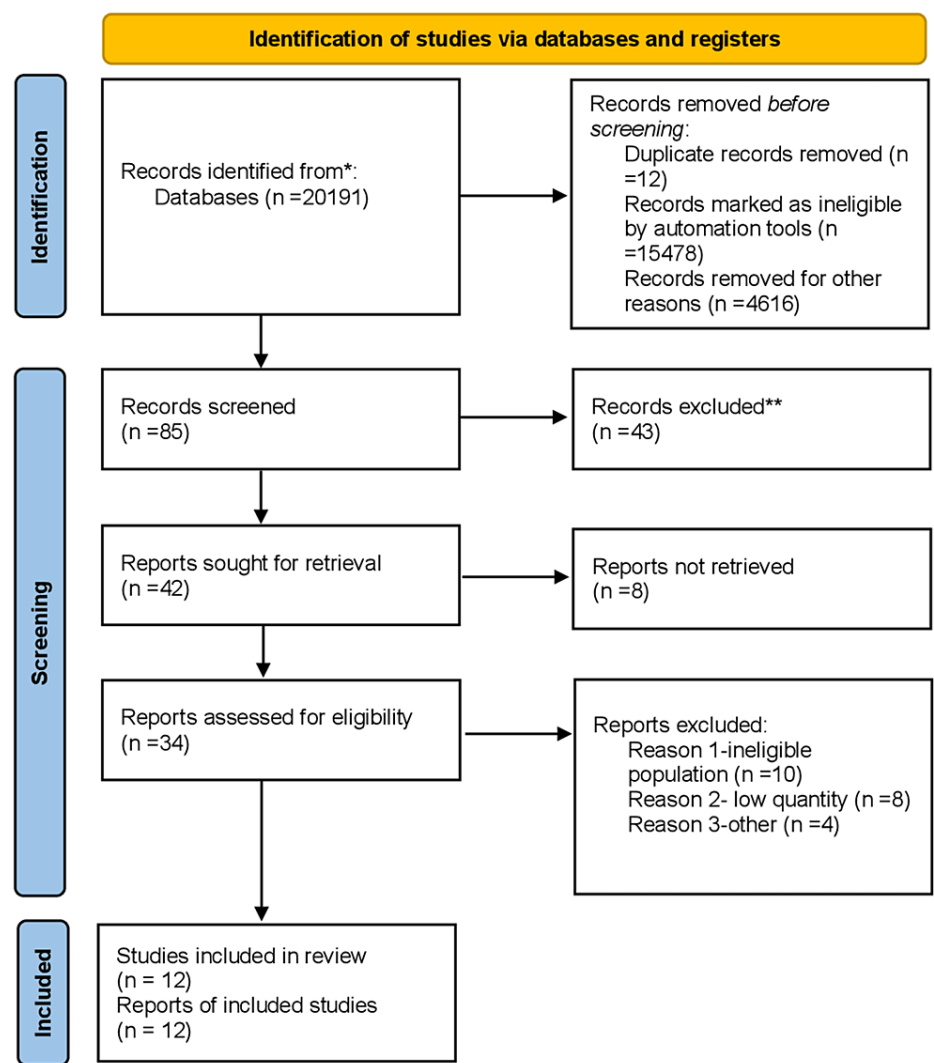 Identification of studies via databases and registers
Identification
Records identified from*:
Databases (n =20191)
Records removed before
screening:
Duplicate records removed (n
=12)
Records marked as ineligible
by automation tools (n
=15478)
Records removed for other
reasons (n =4616)
Screening
Records screened
(n =85)
Records excluded**
(n =43)
Reports sought for retrieval
(n =42)
Reports not retrieved
(n =8)
Reports assessed for eligibility
(n =34)
Reports excluded:
Reason 1-ineligible
population (n =10)
Reason 2- low quantity (n =8)
Reason 3-other (n =4)
Included
Studies included in review
(n = 12)
Reports of included studies
(n = 12)